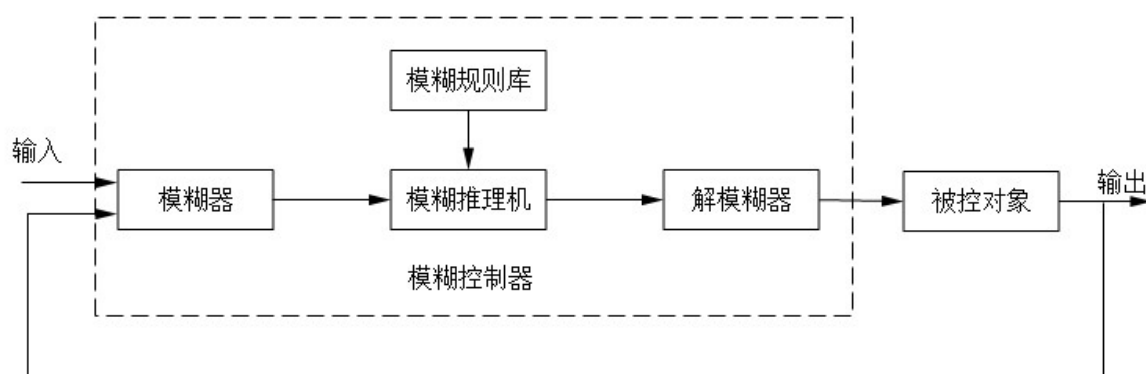 模糊规则库
输入
模糊器
模糊推理机
解模糊器
被控对象
输出
模糊控制器